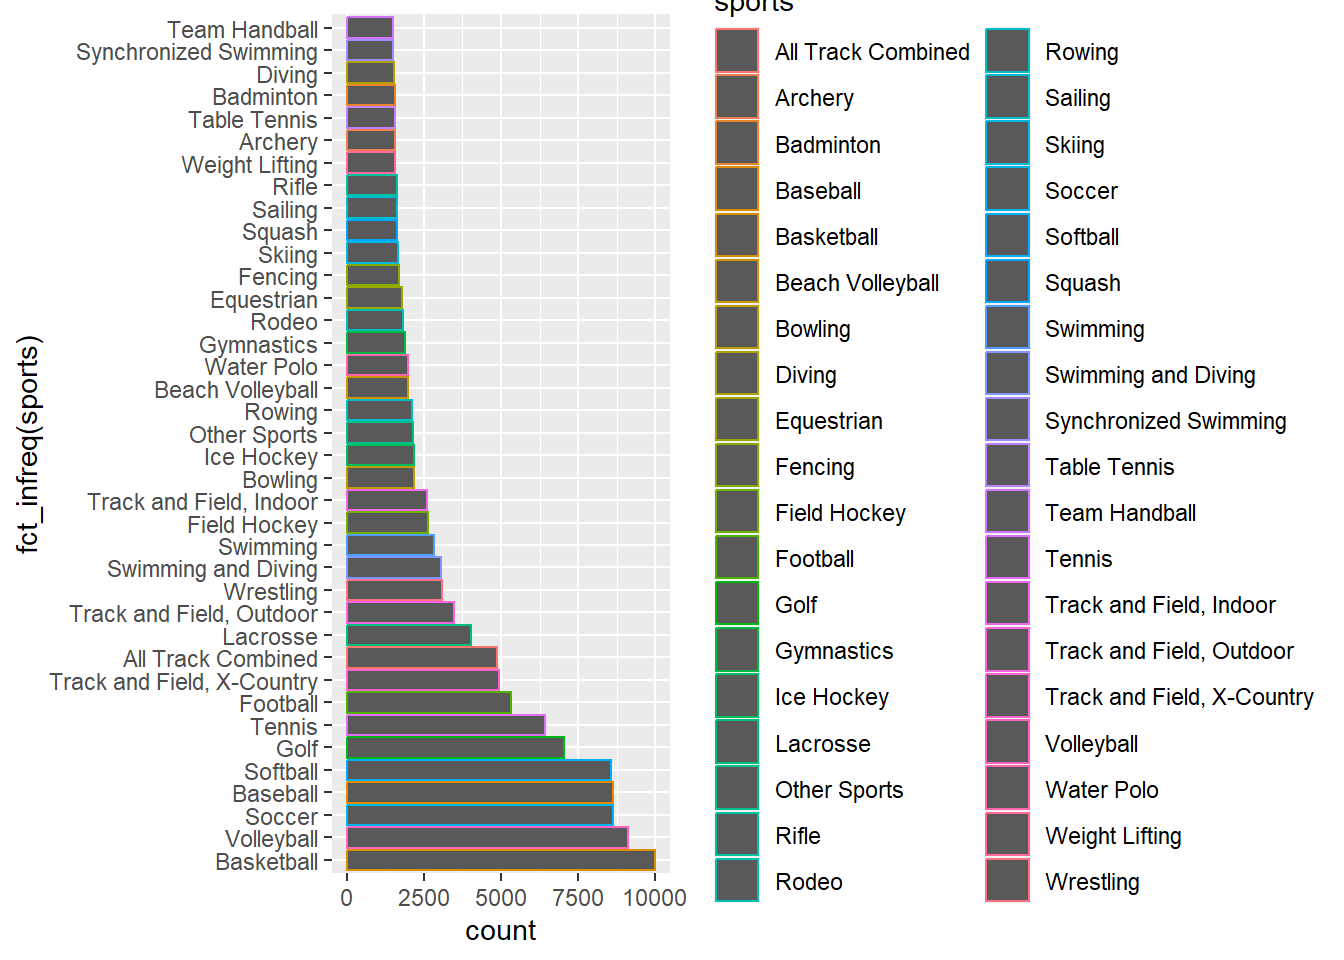 fct_infreq(sports)
Team Handball
Synchronized Swimming
Diving
Badminton
Table Tennis
Archery
Weight Lifting
Rifle
Sailing
Squash
Skiing
Fencing
Equestrian
Rodeo
Gymnastics
Water Polo
Beach Volleyball
Rowing
Other Sports
Ice Hockey
Bowling
Track and Field, Indoor
Field Hockey
Swimming
Swimming and Diving
Wrestling
Track and Field, Outdoor
Lacrosse
All Track Combined
Track and Field, X-Country
Football
Tennis
Golf
Softball
Baseball
Soccer
Volleyball
Basketball
0 2500 5000 7500 10000
count
sports
All Track Combined
Archery
Badminton
Baseball
Basketball
Beach Volleyball
Bowling
Diving
Equestrian
Fencing
Field Hockey
Football
Golf
Gymnastics
Ice Hockey
Lacrosse
Other Sports
Rifle
Rodeo
Rowing
Sailing
Skiing
Soccer
Softball
Squash
Swimming
Swimming and Diving
Synchronized Swimming
Table Tennis
Team Handball
Tennis
Track and Field, Indoor
Track and Field, Outdoor
Track and Field, X-Country
Volleyball
Water Polo
Weight Lifting
Wrestling